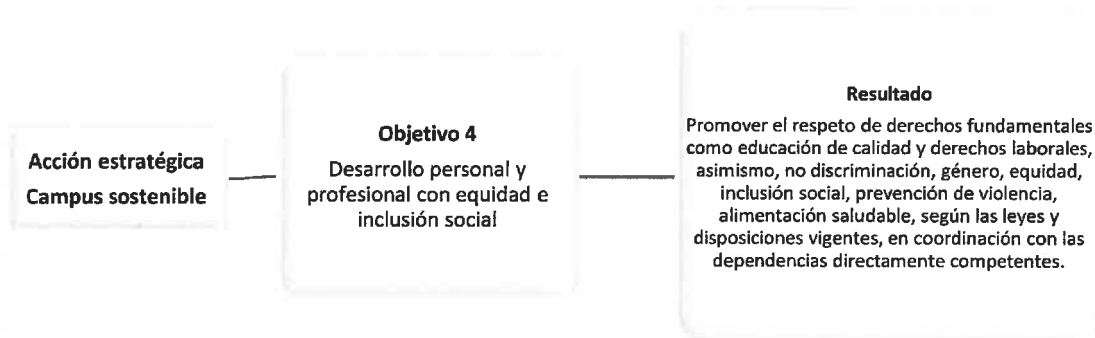 Acción estratégica
Campus sostenible
Objetivo 4
Desarrollo personal y
profesional con equidad e
inclusión social
Resultado
Promover el respeto de derechos fundamentales
como educación de calidad y derechos laborales,
asimismo, no discriminación, género, equidad,
inclusión social, prevención de violencia,
alimentación saludable, según las leyes y
disposiciones vigentes, en coordinación con las
dependencias directamente competentes.